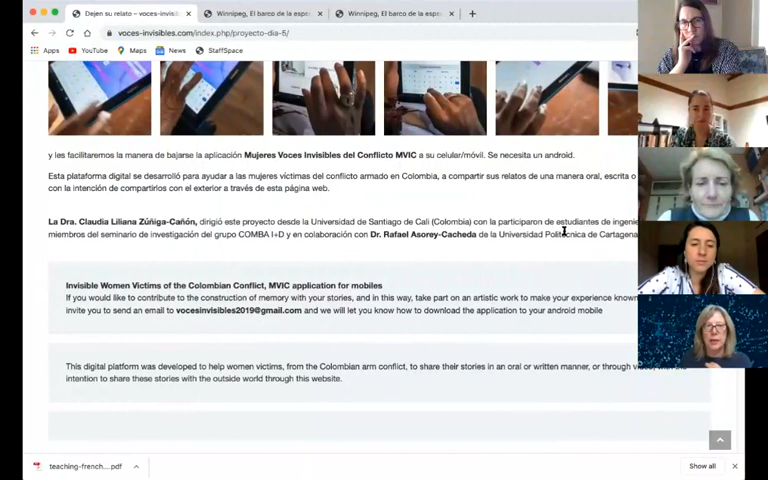 Dejen su relato – voces-invisib
Winnipeg, El barco de la espe
Winnipeg, El barco de la espe
voces-invisibles.com/index.php/proyecto-dia-5/
Apps YouTube Maps News StaffSpace
y les facilitaremos la manera de bajarse la aplicación Mujeres Voces Invisibles del Conflicto MVIC a su celular/móvil. Se necesita un android.
Esta plataforma digital se desarrolló para ayudar a las mujeres víctimas del conflicto armado en Colombia, a compartir sus relatos de una manera oral, escrita o
con la intención de compartirlos con el exterior a través de esta página web.
La Dra. Claudia Liliana Zúñiga-Cañón, dirigió este proyecto desde la Universidad de Santiago de Cali (Colombia) con la participaron de estudiantes de ingenie
miembros del seminario de investigación del grupo COMBA I+D y en colaboración con Dr. Rafael Asorey-Cacheda de la Universidad Politécnica de Cartagena
Invisible Women Victims of the Colombian Conflict, MVIC application for mobiles
If you would like to contribute to the construction of memory with your stories, and in this way, take part on an artistic work to make your experience known
invite you to send an email to vocesinvisibles2019@gmail.com and we will let you know how to download the application to your android mobile
This digital platform was developed to help women victims, from the Colombian arm conflict, to share their stories in an oral or written manner, or through video, with the
intention to share these stories with the outside world through this website.
teaching-french....pdf
Show all